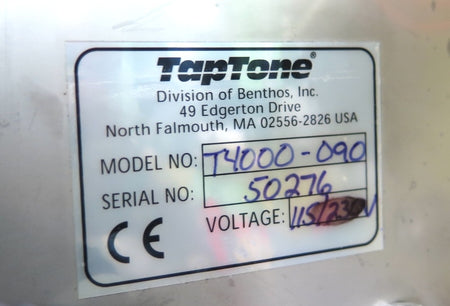 TapTone®
Division of Benthos, Inc.
49 Edgerton Drive
North Falmouth, MA 02556-2826 USA
MODEL NO: T4000-090
SERIAL NO: 50276
VOLTAGE: 115/230V
CE